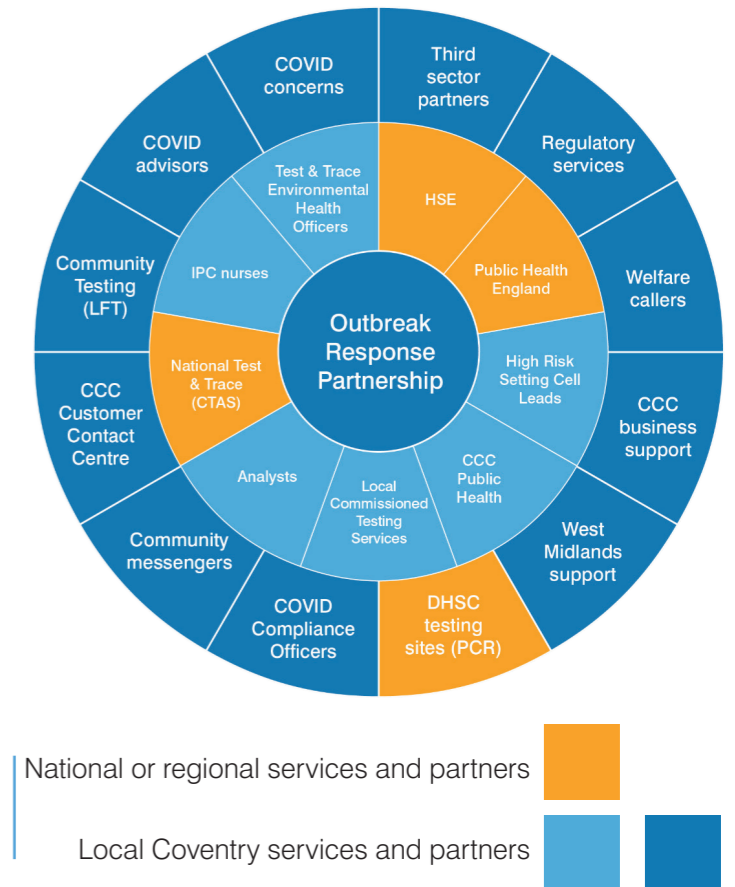 COVID
concerns
Third
sector
partners
Regulatory
services
Welfare
callers
CCC
business
support
West
Midlands
support
DHSC
testing
sites (PCR)
COVID
Compliance
Officers
Community
messengers
CCC
Customer
Contact
Centre
Community
Testing
(LFT)
COVID
advisors
Test & Trace
Environmental
Health
Officers
HSE
Public Health
England
High Risk
Setting Cell
Leads
CCC
Public
Health
Local
Commissioned
Testing
Services
Analysts
National Test
& Trace
(CTAS)
IPC nurses
Outbreak
Response
Partnership
National or regional services and partners
Local Coventry services and partners